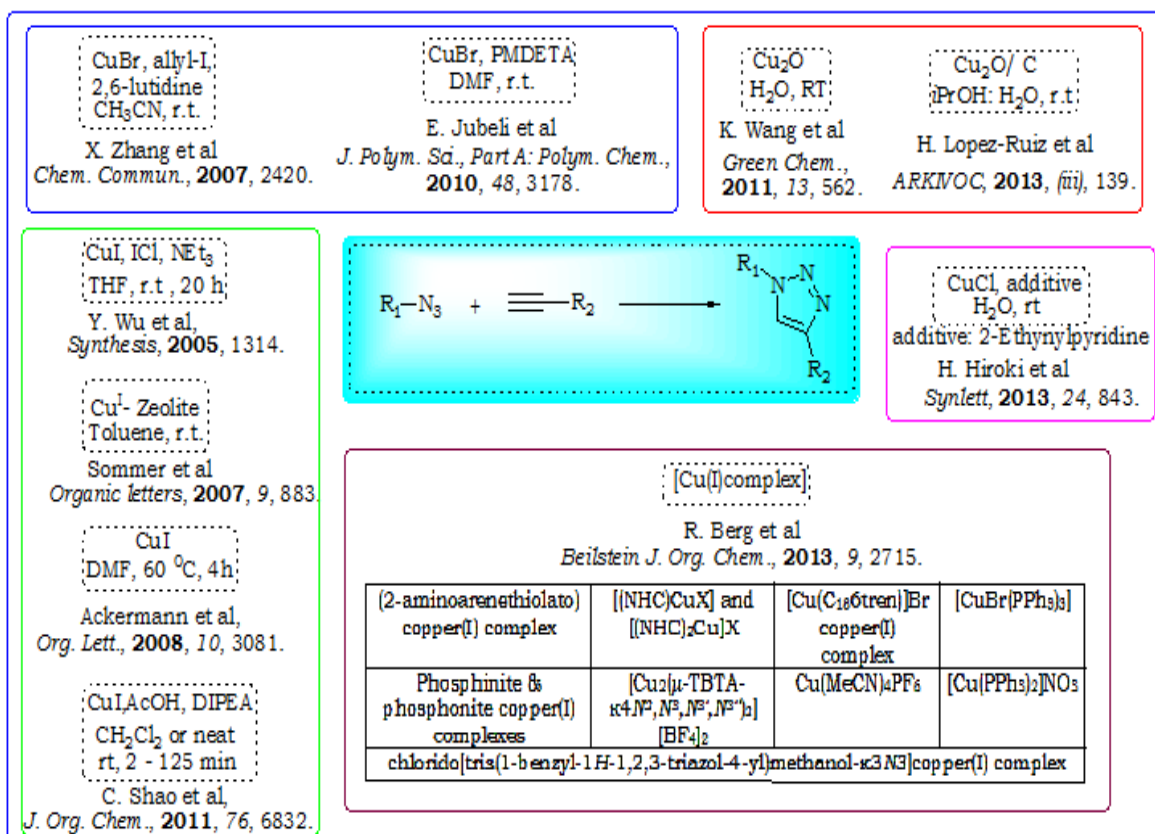 CuBr, allyl-I,
2,6-lutidine
CH₃CN, r.t.
X. Zhang et al
Chem. Commun., 2007, 2420.
CuBr, PMDETA
DMF, r.t.
E. Jubeli et al
J. Polym. Sci., Part A: Polym. Chem.,
2010, 48, 3178.
Cu₂O
H₂O, RT
K. Wang et al
Green Chem.,
2011, 13, 562.
Cu₂O/ C
iPrOH: H₂O, r.t
H. Lopez-Ruiz et al
ARKIVOC, 2013, (iii), 139.
CuI, ICl, NEt₃
THF, r.t , 20 h
Y. Wu et al,
Synthesis, 2005, 1314.
Cuᴵ- Zeolite
Toluene, r.t.
Sommer et al
Organic letters, 2007, 9, 883.
CuI
DMF, 60 ⁰C, 4h
Ackermann et al,
Org. Lett., 2008, 10, 3081.
CuI,AcOH, DIPEA
CH₂Cl₂ or neat
rt, 2 - 125 min
C. Shao et al,
J. Org. Chem., 2011, 76, 6832.
R₁-N₃ + R₂
R₁ N N N R₂
CuCl, additive
H₂O, rt
additive: 2-Ethynylpyridine
H. Hiroki et al
Synlett, 2013, 24, 843.
[Cu(I)complex]
R. Berg et al
Beilstein J. Org. Chem., 2013, 9, 2715.
(2-aminoarenethiolato)
copper(I) complex
[(NHC)CuX] and
[(NHC)₂Cu]X
[Cu(C₁₈6tren)]Br
copper(I)
complex
[CuBr(PPh₃)₃]
Phosphinite &
phosphonite copper(I)
complexes
[Cu₂(μ-TBTA-
κ4N²,N³,N³',N³'')₂]
[BF₄]₂
Cu(MeCN)₄PF₆
[Cu(PPh₃)₂]NO₃
chlorido[tris(1-benzyl-1H-1,2,3-triazol-4-yl)methanol-κ3N3]copper(I) complex